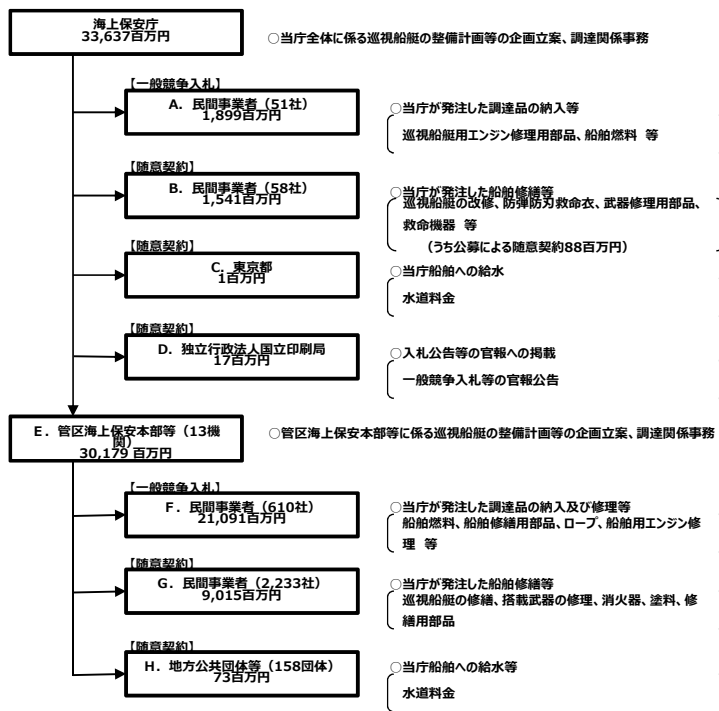 海上保安庁
33,637百万円
○当庁全体に係る巡視船艇の整備計画等の企画立案、調達関係事務
【一般競争入札】
A．民間事業者（51社）
1,899百万円
○当庁が発注した調達品の納入等
巡視船艇用エンジン修理用部品、船舶燃料 等
【随意契約】
B．民間事業者（58社）
1,541百万円
○当庁が発注した船舶修繕等
巡視船艇の改修、防弾防刃救命衣、武器修理用部品、
救命機器 等
（うち公募による随意契約88百万円）
【随意契約】
C．東京都
1百万円
○当庁船舶への給水
水道料金
【随意契約】
D．独立行政法人国立印刷局
17百万円
○入札公告等の官報への掲載
一般競争入札等の官報公告
E．管区海上保安本部等（13機
関）
30,179 百万円
○管区海上保安本部等に係る巡視船艇の整備計画等の企画立案、調達関係事務
【一般競争入札】
F．民間事業者（610社）
21,091百万円
○当庁が発注した調達品の納入及び修理等
船舶燃料、船舶修繕用部品、ロープ、船舶用エンジン修
理 等
【随意契約】
G．民間事業者（2,233社）
9,015百万円
○当庁が発注した船舶修繕等
巡視船艇の修繕、搭載武器の修理、消火器、塗料、修
繕用部品
【随意契約】
H．地方公共団体等（158団体）
73百万円
○当庁船舶への給水等
水道料金